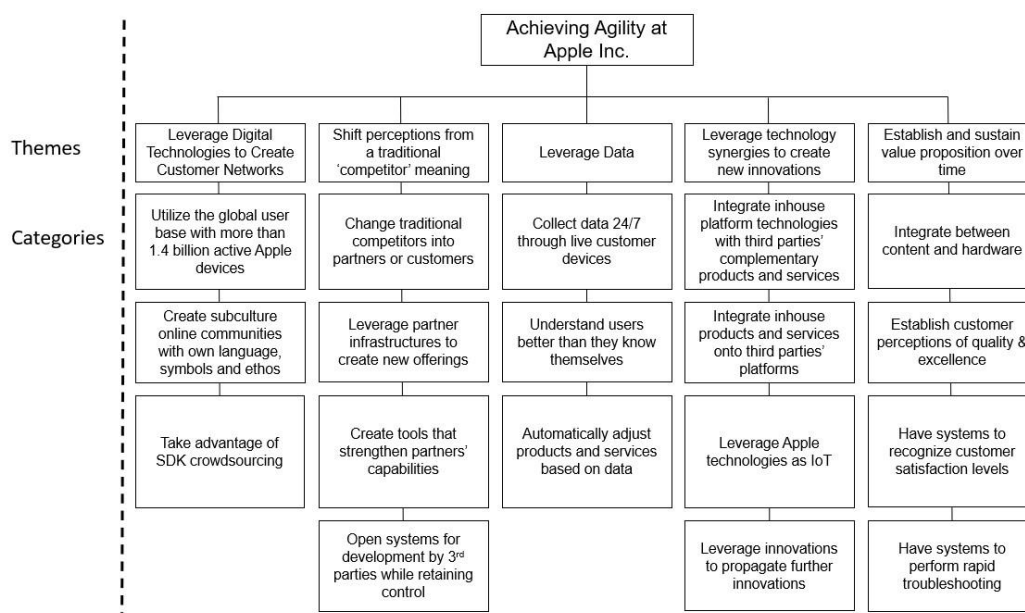 Achieving Agility at
Apple Inc.
Themes
Leverage Digital
Technologies to Create
Customer Networks
Shift perceptions from
a traditional
‘competitor’ meaning
Leverage Data
Leverage technology
synergies to create
new innovations
Establish and sustain
value proposition over
time
Categories
Utilize the global user
base with more than
1.4 billion active Apple
devices
Change traditional
competitors into
partners or customers
Collect data 24/7
through live customer
devices
Integrate inhouse
platform technologies
with third parties’
complementary
products and services
Integrate between
content and hardware
Create subculture
online communities
with own language,
symbols and ethos
Leverage partner
infrastructures to
create new offerings
Understand users
better than they know
themselves
Integrate inhouse
products and services
onto third parties’
platforms
Establish customer
perceptions of quality &
excellence
Take advantage of
SDK crowdsourcing
Create tools that
strengthen partners’
capabilities
Automatically adjust
products and services
based on data
Leverage Apple
technologies as IoT
Have systems to
recognize customer
satisfaction levels
Open systems for
development by 3rd
parties while retaining
control
Leverage innovations
to propagate further
innovations
Have systems to
perform rapid
troubleshooting